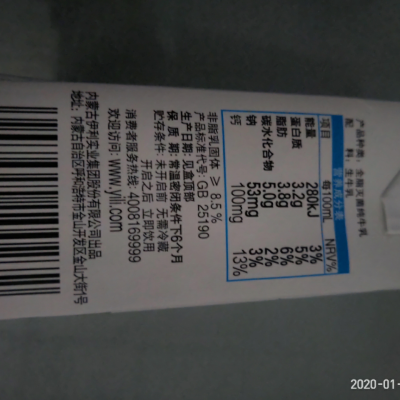 产品种类：全脂灭菌纯牛乳
配 料：生牛乳
营养成分表
项目 每100mL NRV%
能量 280kJ 3%
蛋白质 3.2g 5%
脂肪 3.8g 6%
碳水化合物 5.0g 2%
钠 53mg 3%
钙 100mg 13%
非脂乳固体 ≥ 8.5%
产品标准代号：GB 25190
生产日期：见盒顶部
保质期：常温密闭条件下6个月
贮存条件：未开启前 无需冷藏
开启后 立即饮用
消费者服务热线：4008169999
欢迎访问：www.yili.
内蒙古伊利实业集团股份有限公司出品
地址：内蒙古自治区呼和浩特市金山开发区金山大街1号
2020-01-